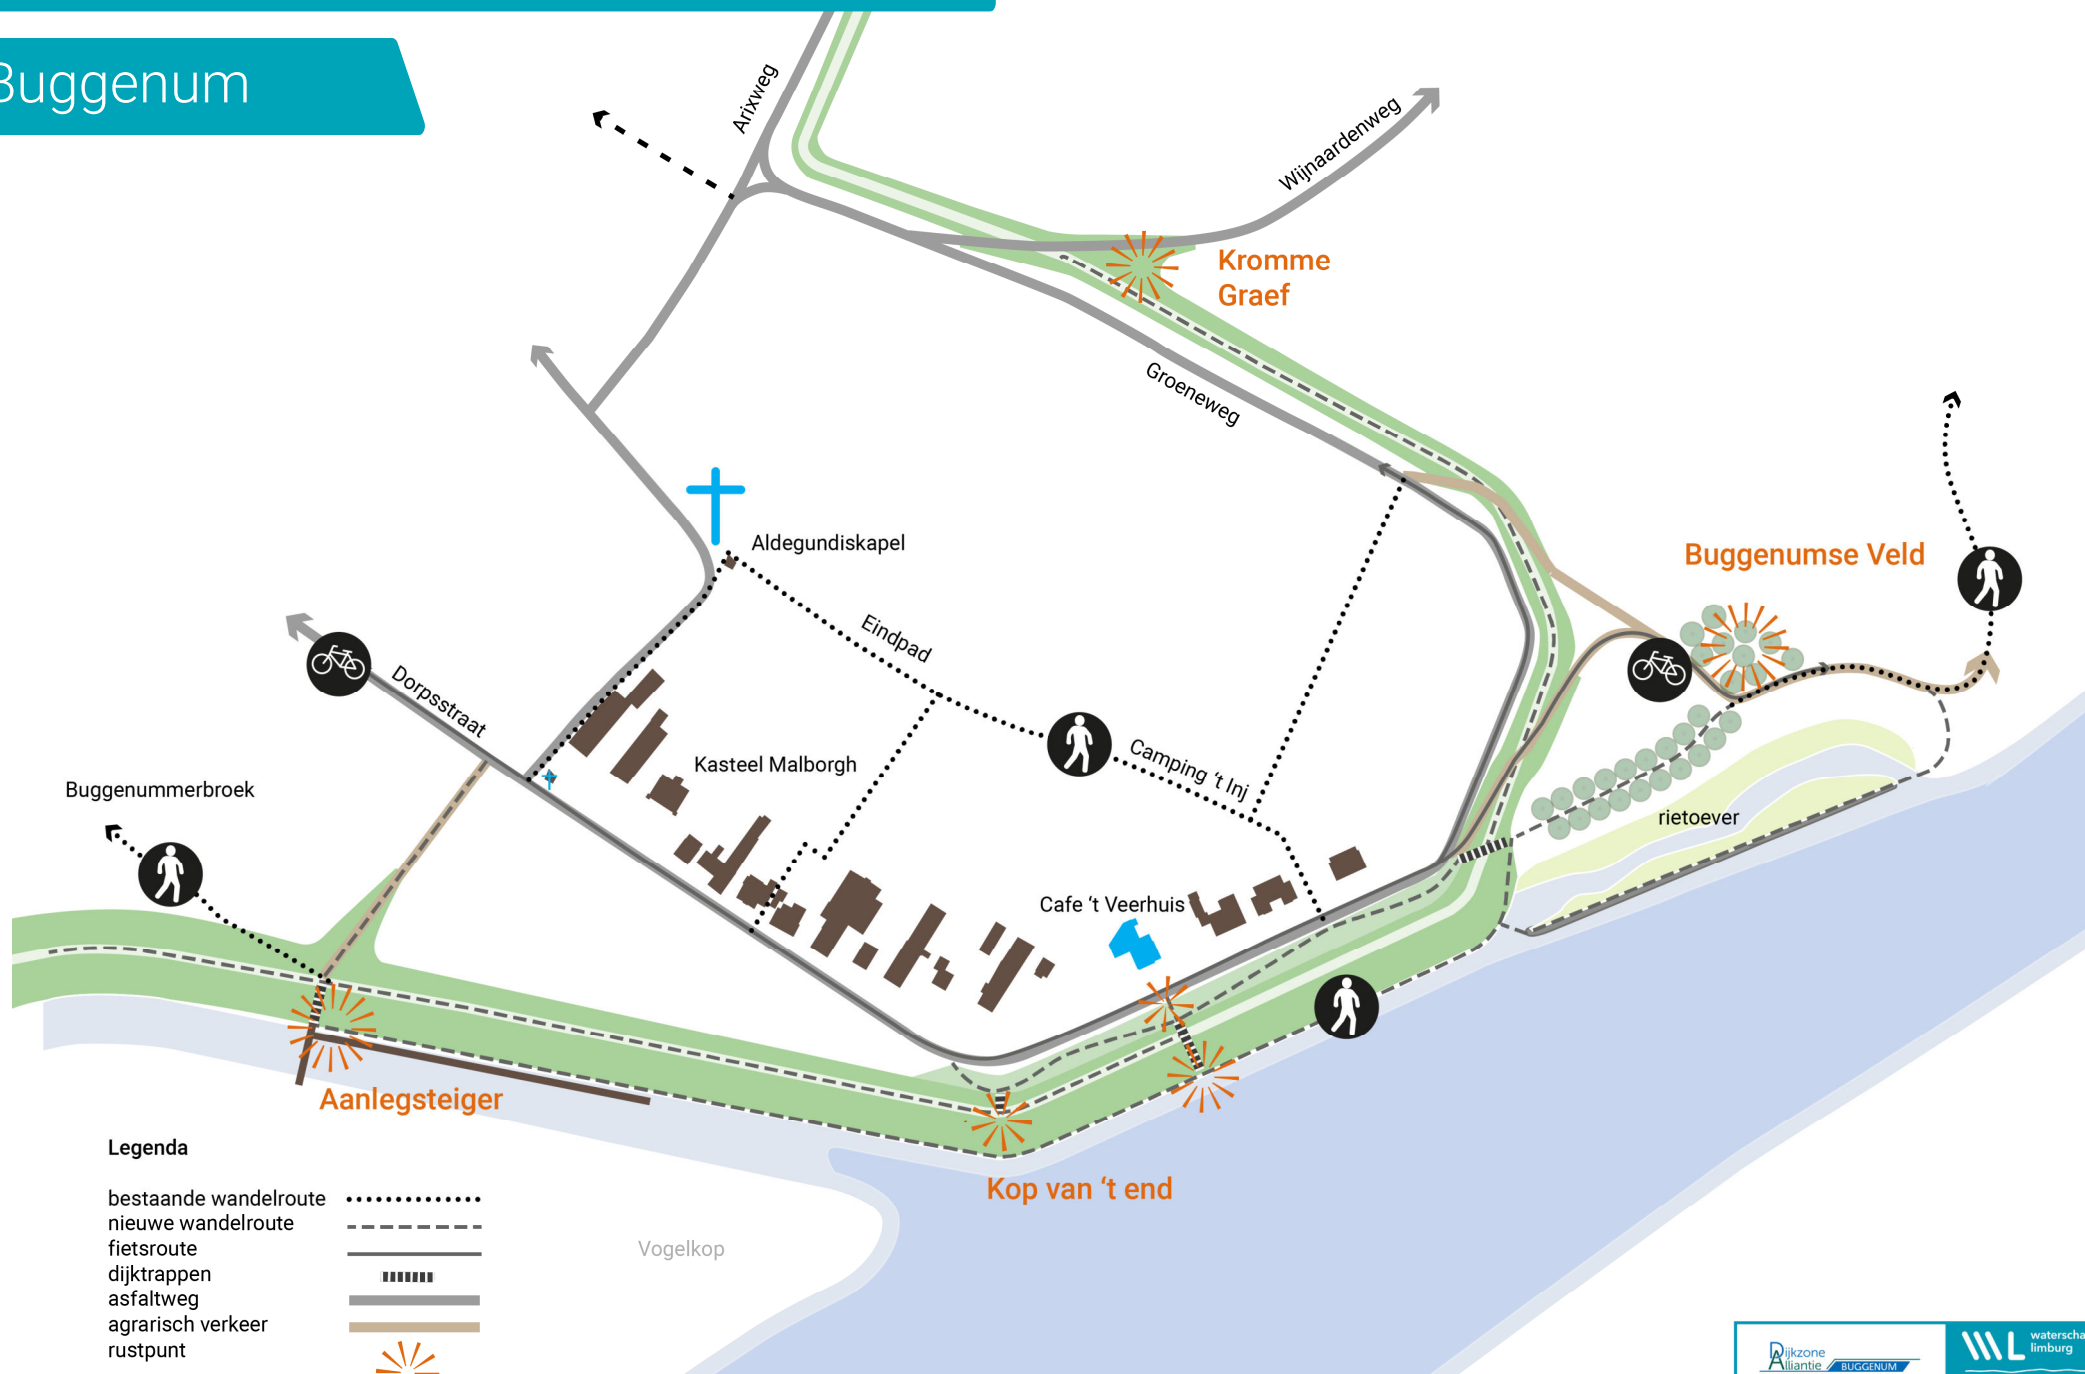 Buggenum
Arixweg
Wijnaardenweg
Kromme
Graef
Groeneweg
Aldegundiskapel
Buggenumse Veld
Eindpad
Dorpsstraat
Camping ‘t Inj
Kasteel Malborgh
Buggenummerbroek
rietoever
Cafe ‘t Veerhuis
Aanlegsteiger
Kop van ‘t end
Vogelkop
Legenda
bestaande wandelroute
nieuwe wandelroute
fietsroute
dijktrappen
asfaltweg
agrarisch verkeer
rustpunt
Dijkzone
Alliantie BUGGENUM
WL
waterscha
limburg